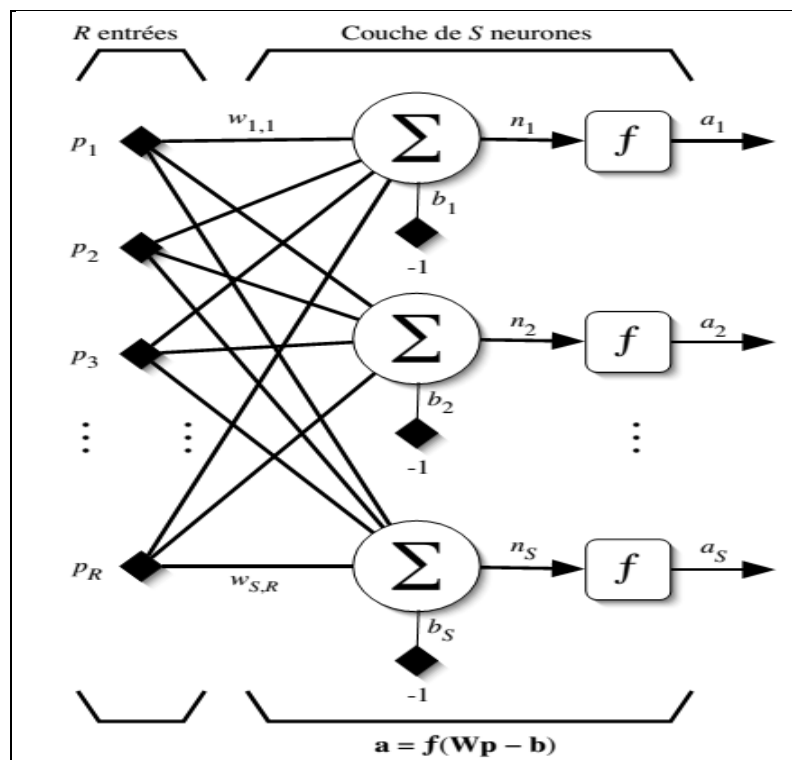 R entrées Couche de S neurones
p1 w1,1 Σ n1 f a1
b1
-1
p2
p3 Σ n2 f a2
b2
-1
⋮ ⋮ ⋮
pR wS,R Σ nS f aS
bS
-1
a = f(Wp – b)